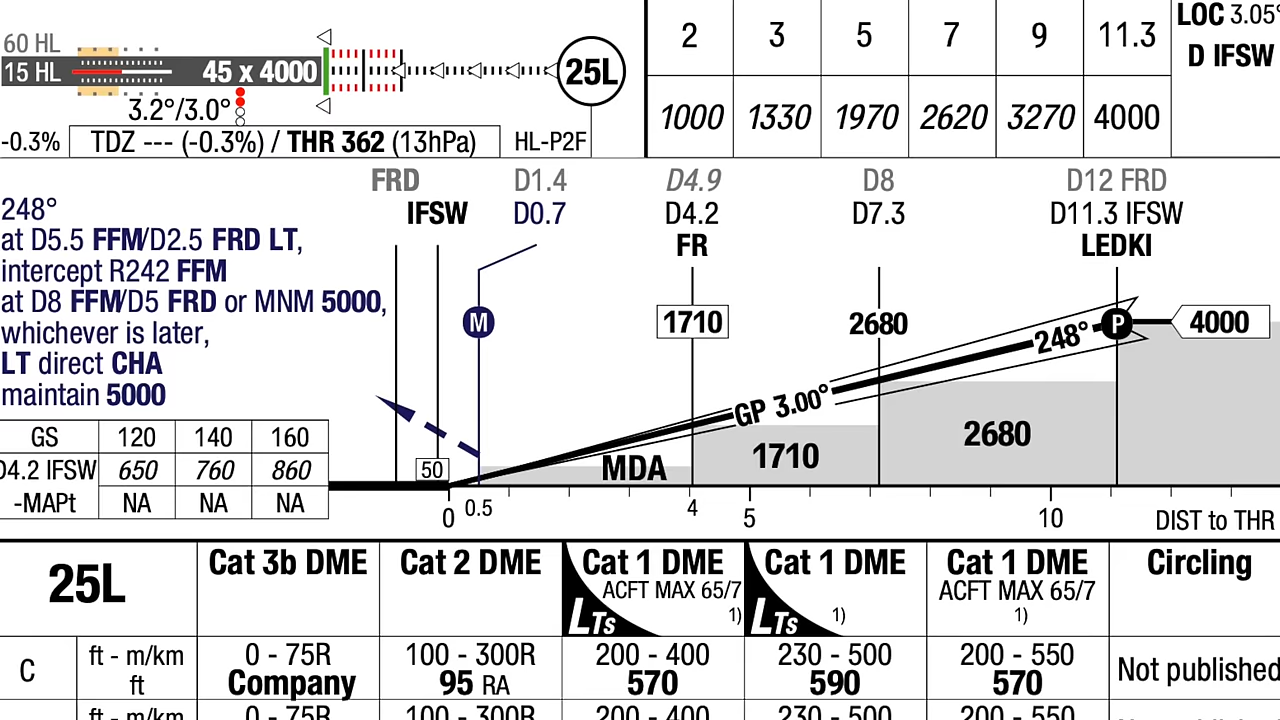 60 HL
15 HL
45 x 4000
25L
3.2°/3.0°
-0.3%
TDZ --- (-0.3%) / THR 362 (13hPa)
HL-P2F
2 3 5 7 9 11.3
1000 1330 1970 2620 3270 4000
LOC 3.05°
D IFSW
FRD D1.4 D4.9 D8 D12 FRD
IFSW D0.7 D4.2 D7.3 D11.3 IFSW
FR LEDKI
248°
at D5.5 FFM/D2.5 FRD LT,
intercept R242 FFM
at D8 FFM/D5 FRD or MNM 5000,
whichever is later,
LT direct CHA
maintain 5000
M 1710 2680 248° P 4000
GP 3.00°
50 MDA 1710 2680
GS 120 140 160
D4.2 IFSW 650 760 860
-MAPt NA NA NA
0 0.5 4 5 10 DIST to THR
25L
Cat 3b DME Cat 2 DME Cat 1 DME Cat 1 DME Cat 1 DME Circling
ACFT MAX 65/7 ACFT MAX 65/7
LTS 1) LTS 1) 1)
C ft - m/km 0 - 75R 100 - 300R 200 - 400 230 - 500 200 - 550 Not published
ft Company 95 RA 570 590 570
ft - m/km 0 - 75R 100 - 300R 200 - 400 230 - 500 200 - 550